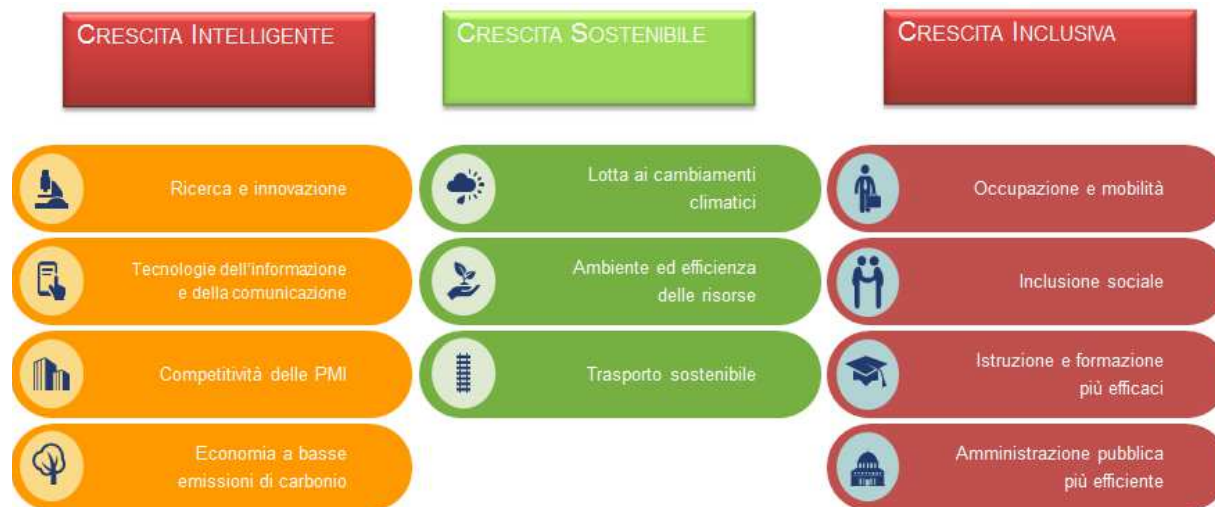 CRESCITA INTELLIGENTE
Ricerca e innovazione
Tecnologie dell'informazione
e della comunicazione
Competitività delle PMI
Economia a basse
emissioni di carbonio
CRESCITA SOSTENIBILE
Lotta ai cambiamenti
climatici
Ambiente ed efficienza
delle risorse
Trasporto sostenibile
CRESCITA INCLUSIVA
Occupazione e mobilità
Inclusione sociale
Istruzione e formazione
più efficaci
Amministrazione pubblica
più efficiente